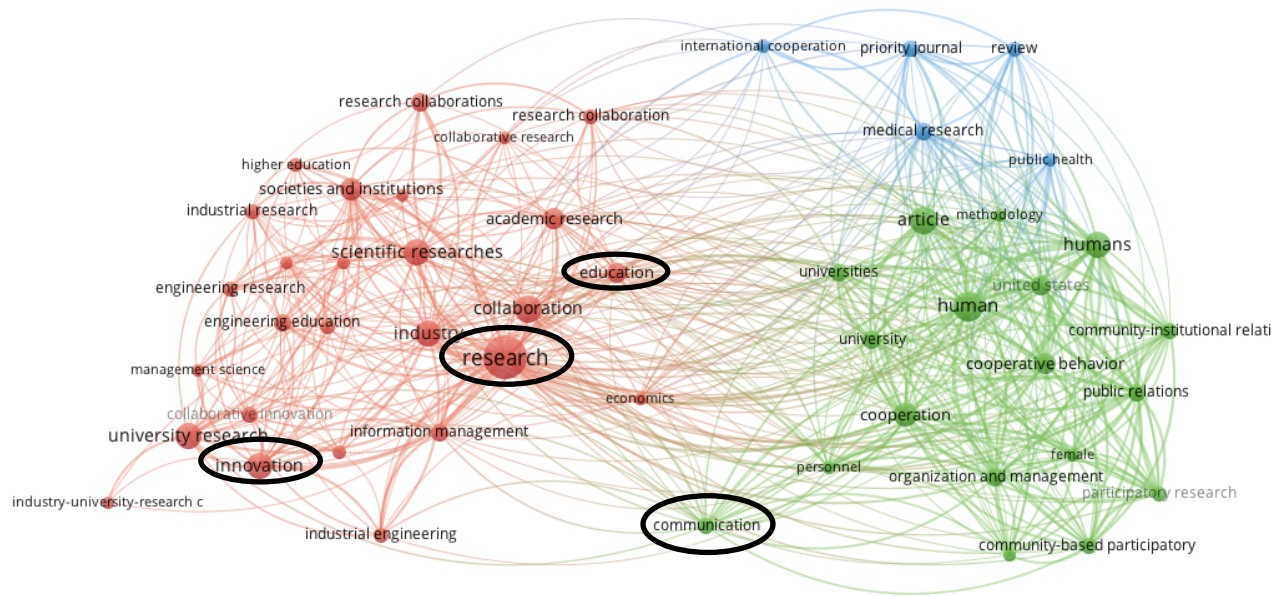 international cooperation
priority journal
review
research collaborations
research collaboration
collaborative research
medical research
public health
higher education
societies and institutions
industrial research
academic research
article
methodology
humans
scientific researches
education
universities
engineering research
united states
collaboration
human
engineering education
industry
community-institutional relati
university
research
cooperative behavior
management science
public relations
economics
collaborative innovation
cooperation
university research
information management
female
innovation
personnel
organization and management
participatory research
industry-university-research c
communication
industrial engineering
community-based participatory